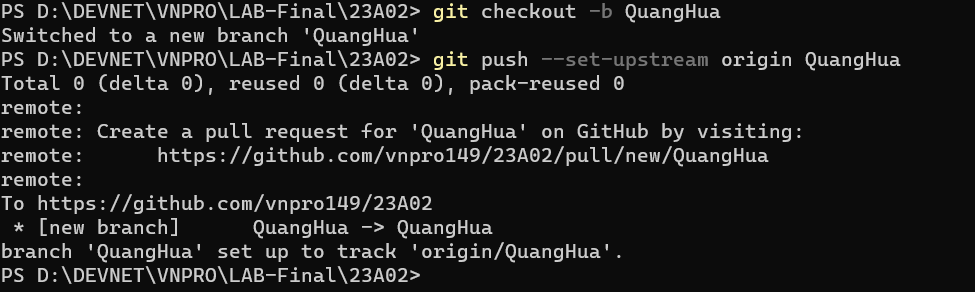 PS D:\DEVNET\VNPRO\LAB-Final\23A02> git checkout -b QuangHua
Switched to a new branch 'QuangHua'
PS D:\DEVNET\VNPRO\LAB-Final\23A02> git push --set-upstream origin QuangHua
Total 0 (delta 0), reused 0 (delta 0), pack-reused 0
remote:
remote: Create a pull request for 'QuangHua' on GitHub by visiting:
remote:      https://github.com/vnpro149/23A02/pull/new/QuangHua
remote:
To https://github.com/vnpro149/23A02
 * [new branch]      QuangHua -> QuangHua
branch 'QuangHua' set up to track 'origin/QuangHua'.
PS D:\DEVNET\VNPRO\LAB-Final\23A02>